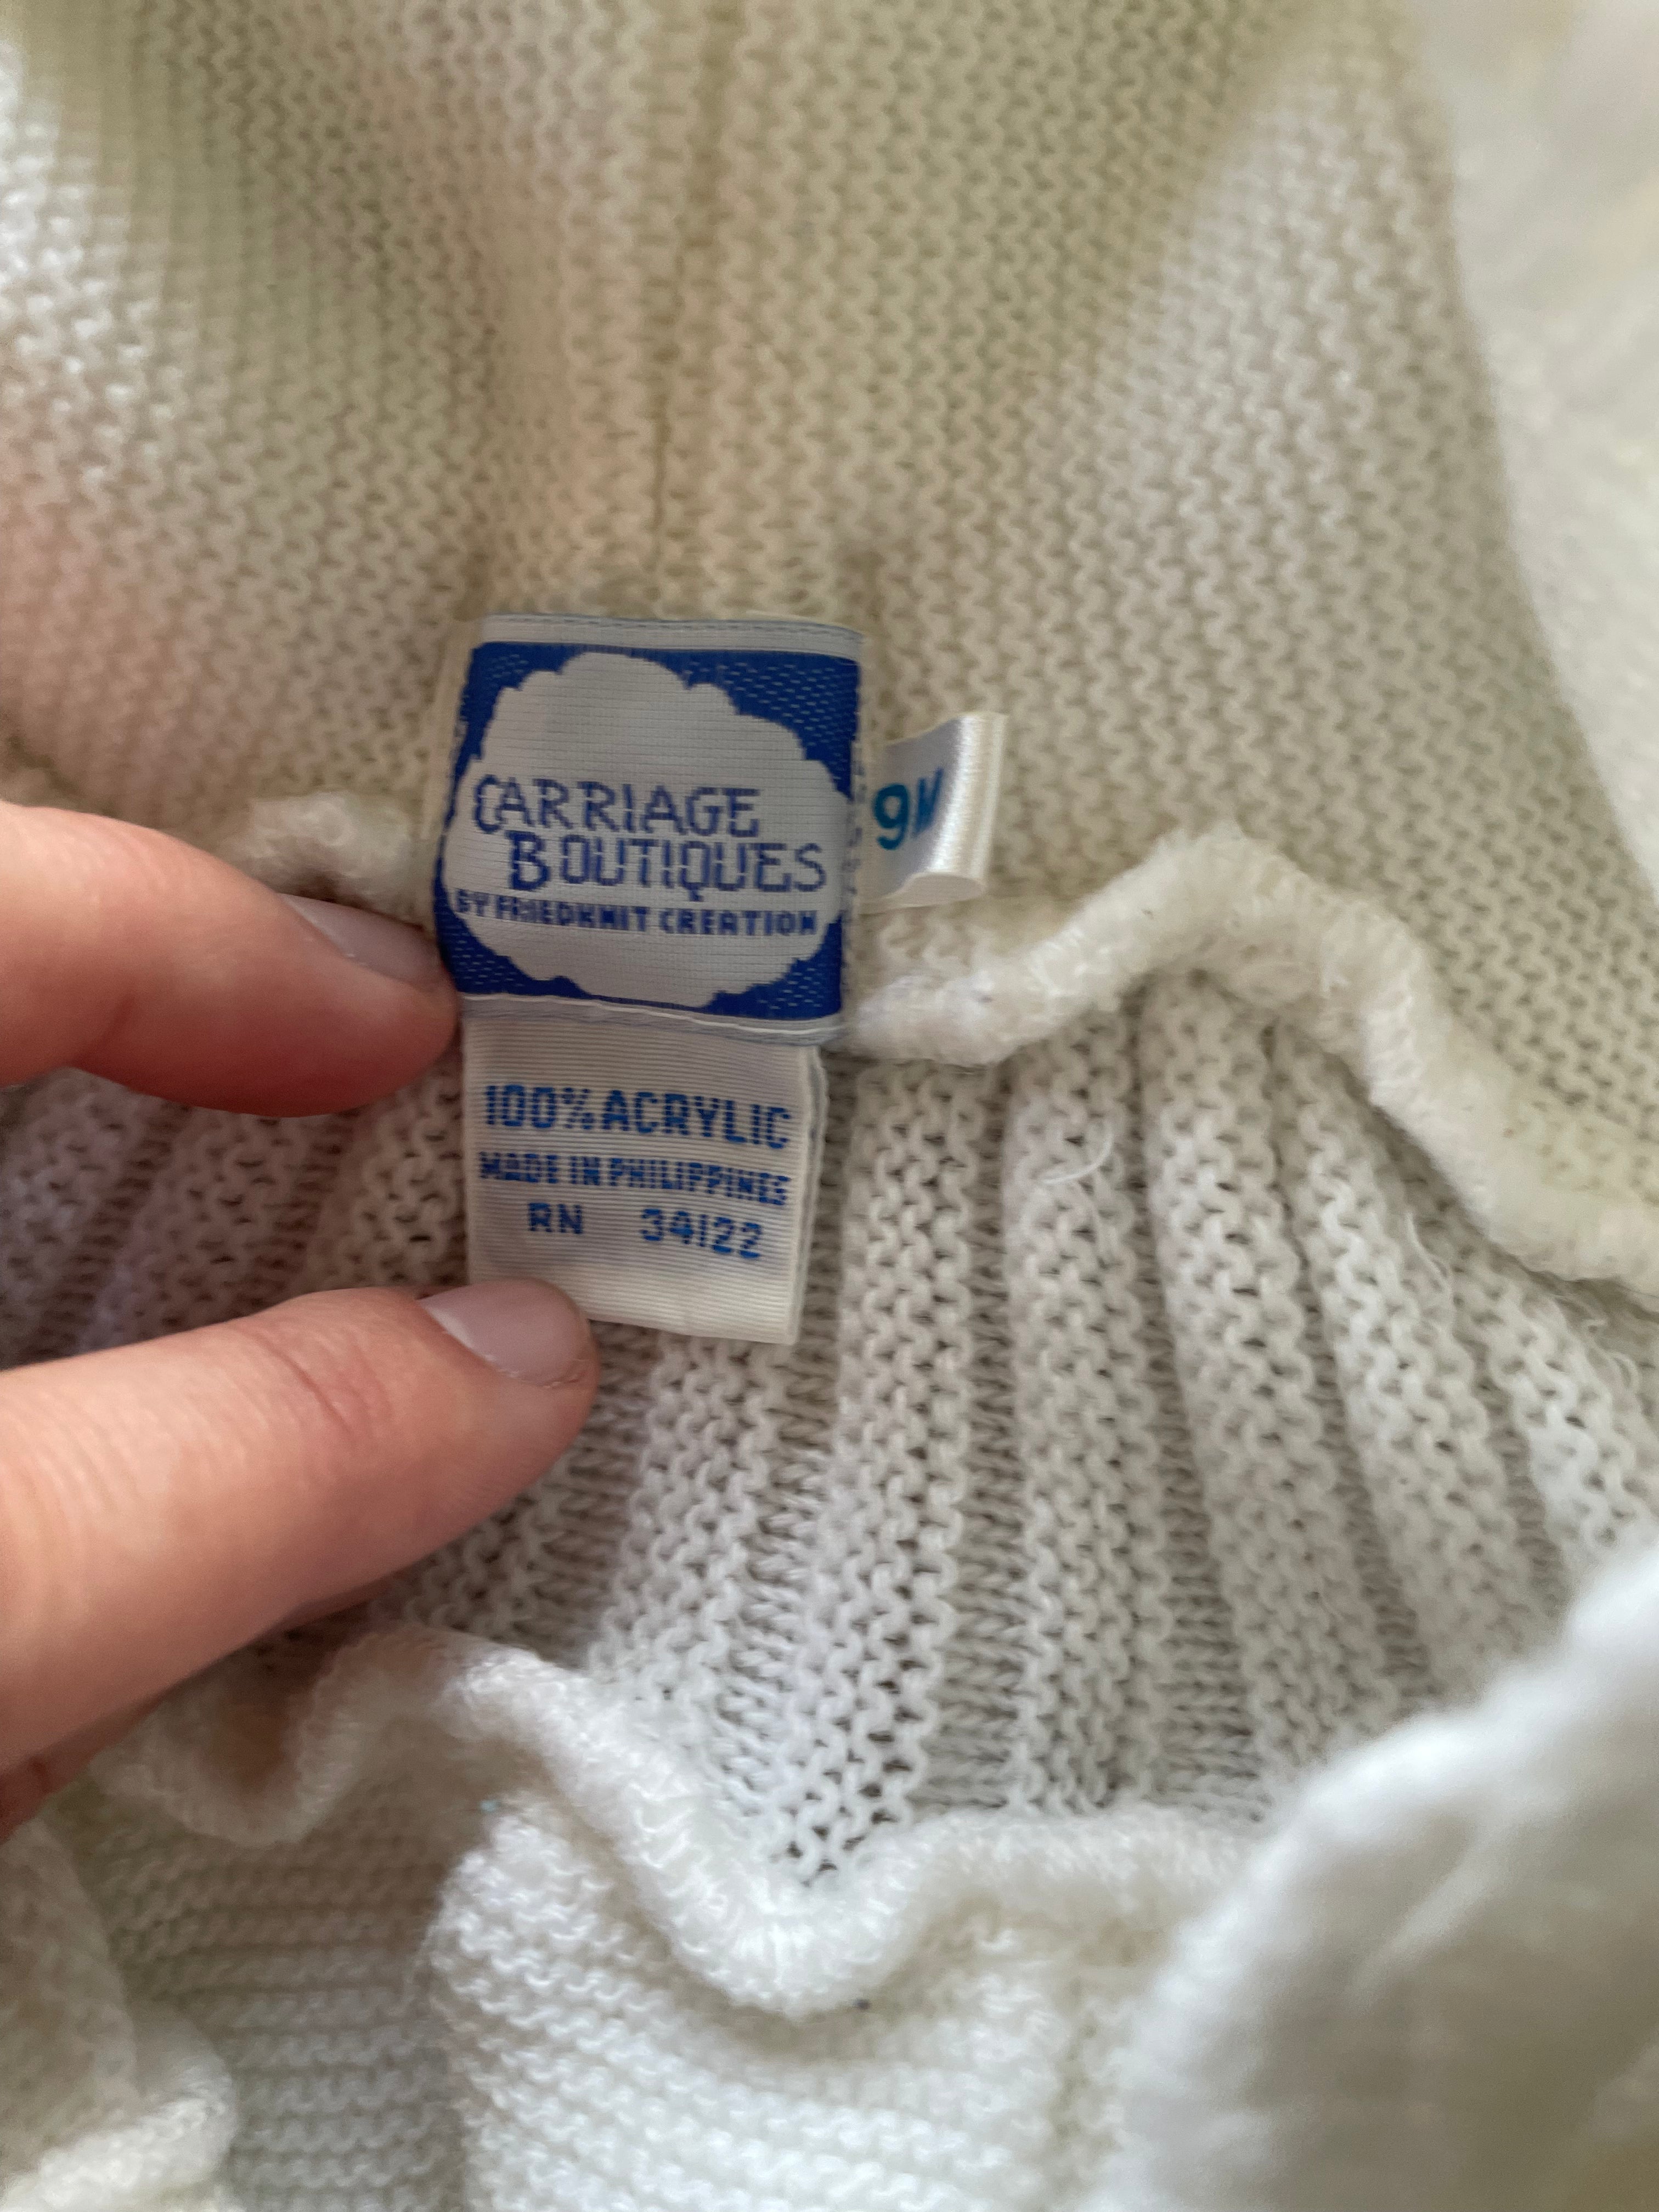 CARRIAGE
BOUTIQUES
BY FRIEDKNIT CREATION
9M
100% ACRYLIC
MADE IN PHILIPPINES
RN 34122